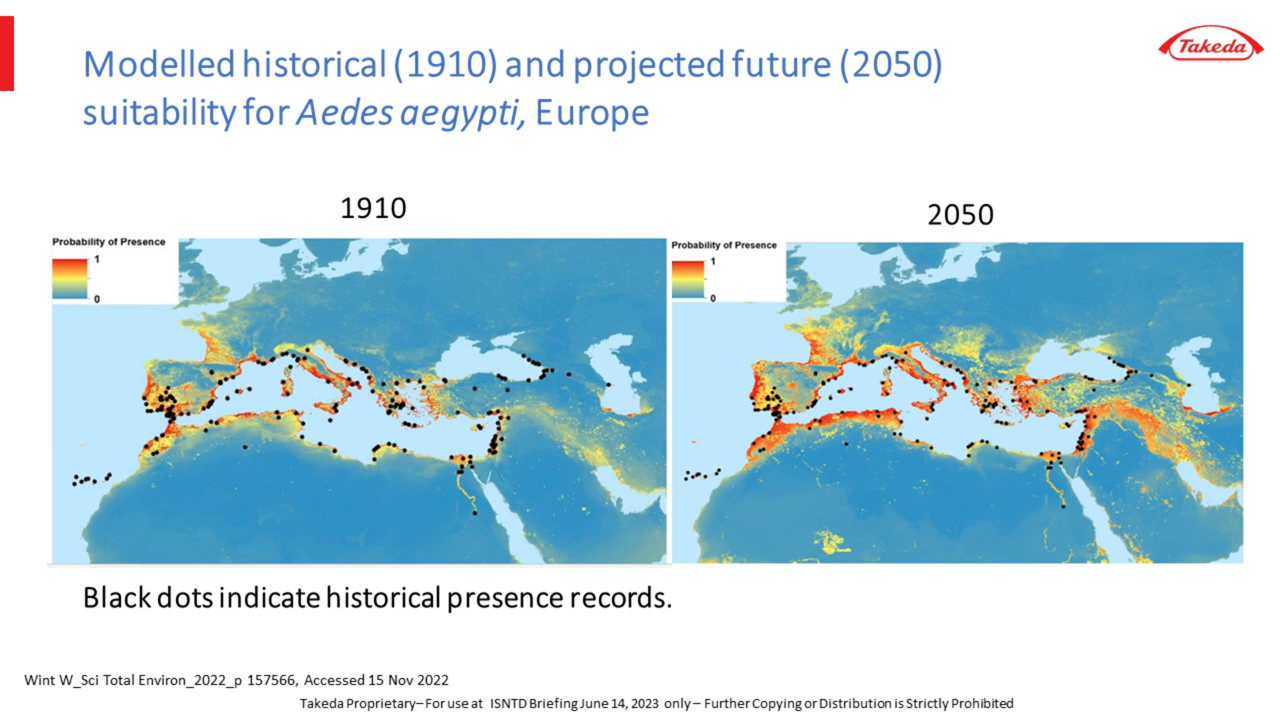 Modelled historical (1910) and projected future (2050)
suitability for Aedes aegypti, Europe
Takeda
1910
2050
Probability of Presence
1
0
Probability of Presence
1
0
Black dots indicate historical presence records.
Wint W_Sci Total Environ_2022_p 157566, Accessed 15 Nov 2022
Takeda Proprietary– For use at ISNTD Briefing June 14, 2023 only – Further Copying or Distribution is Strictly Prohibited